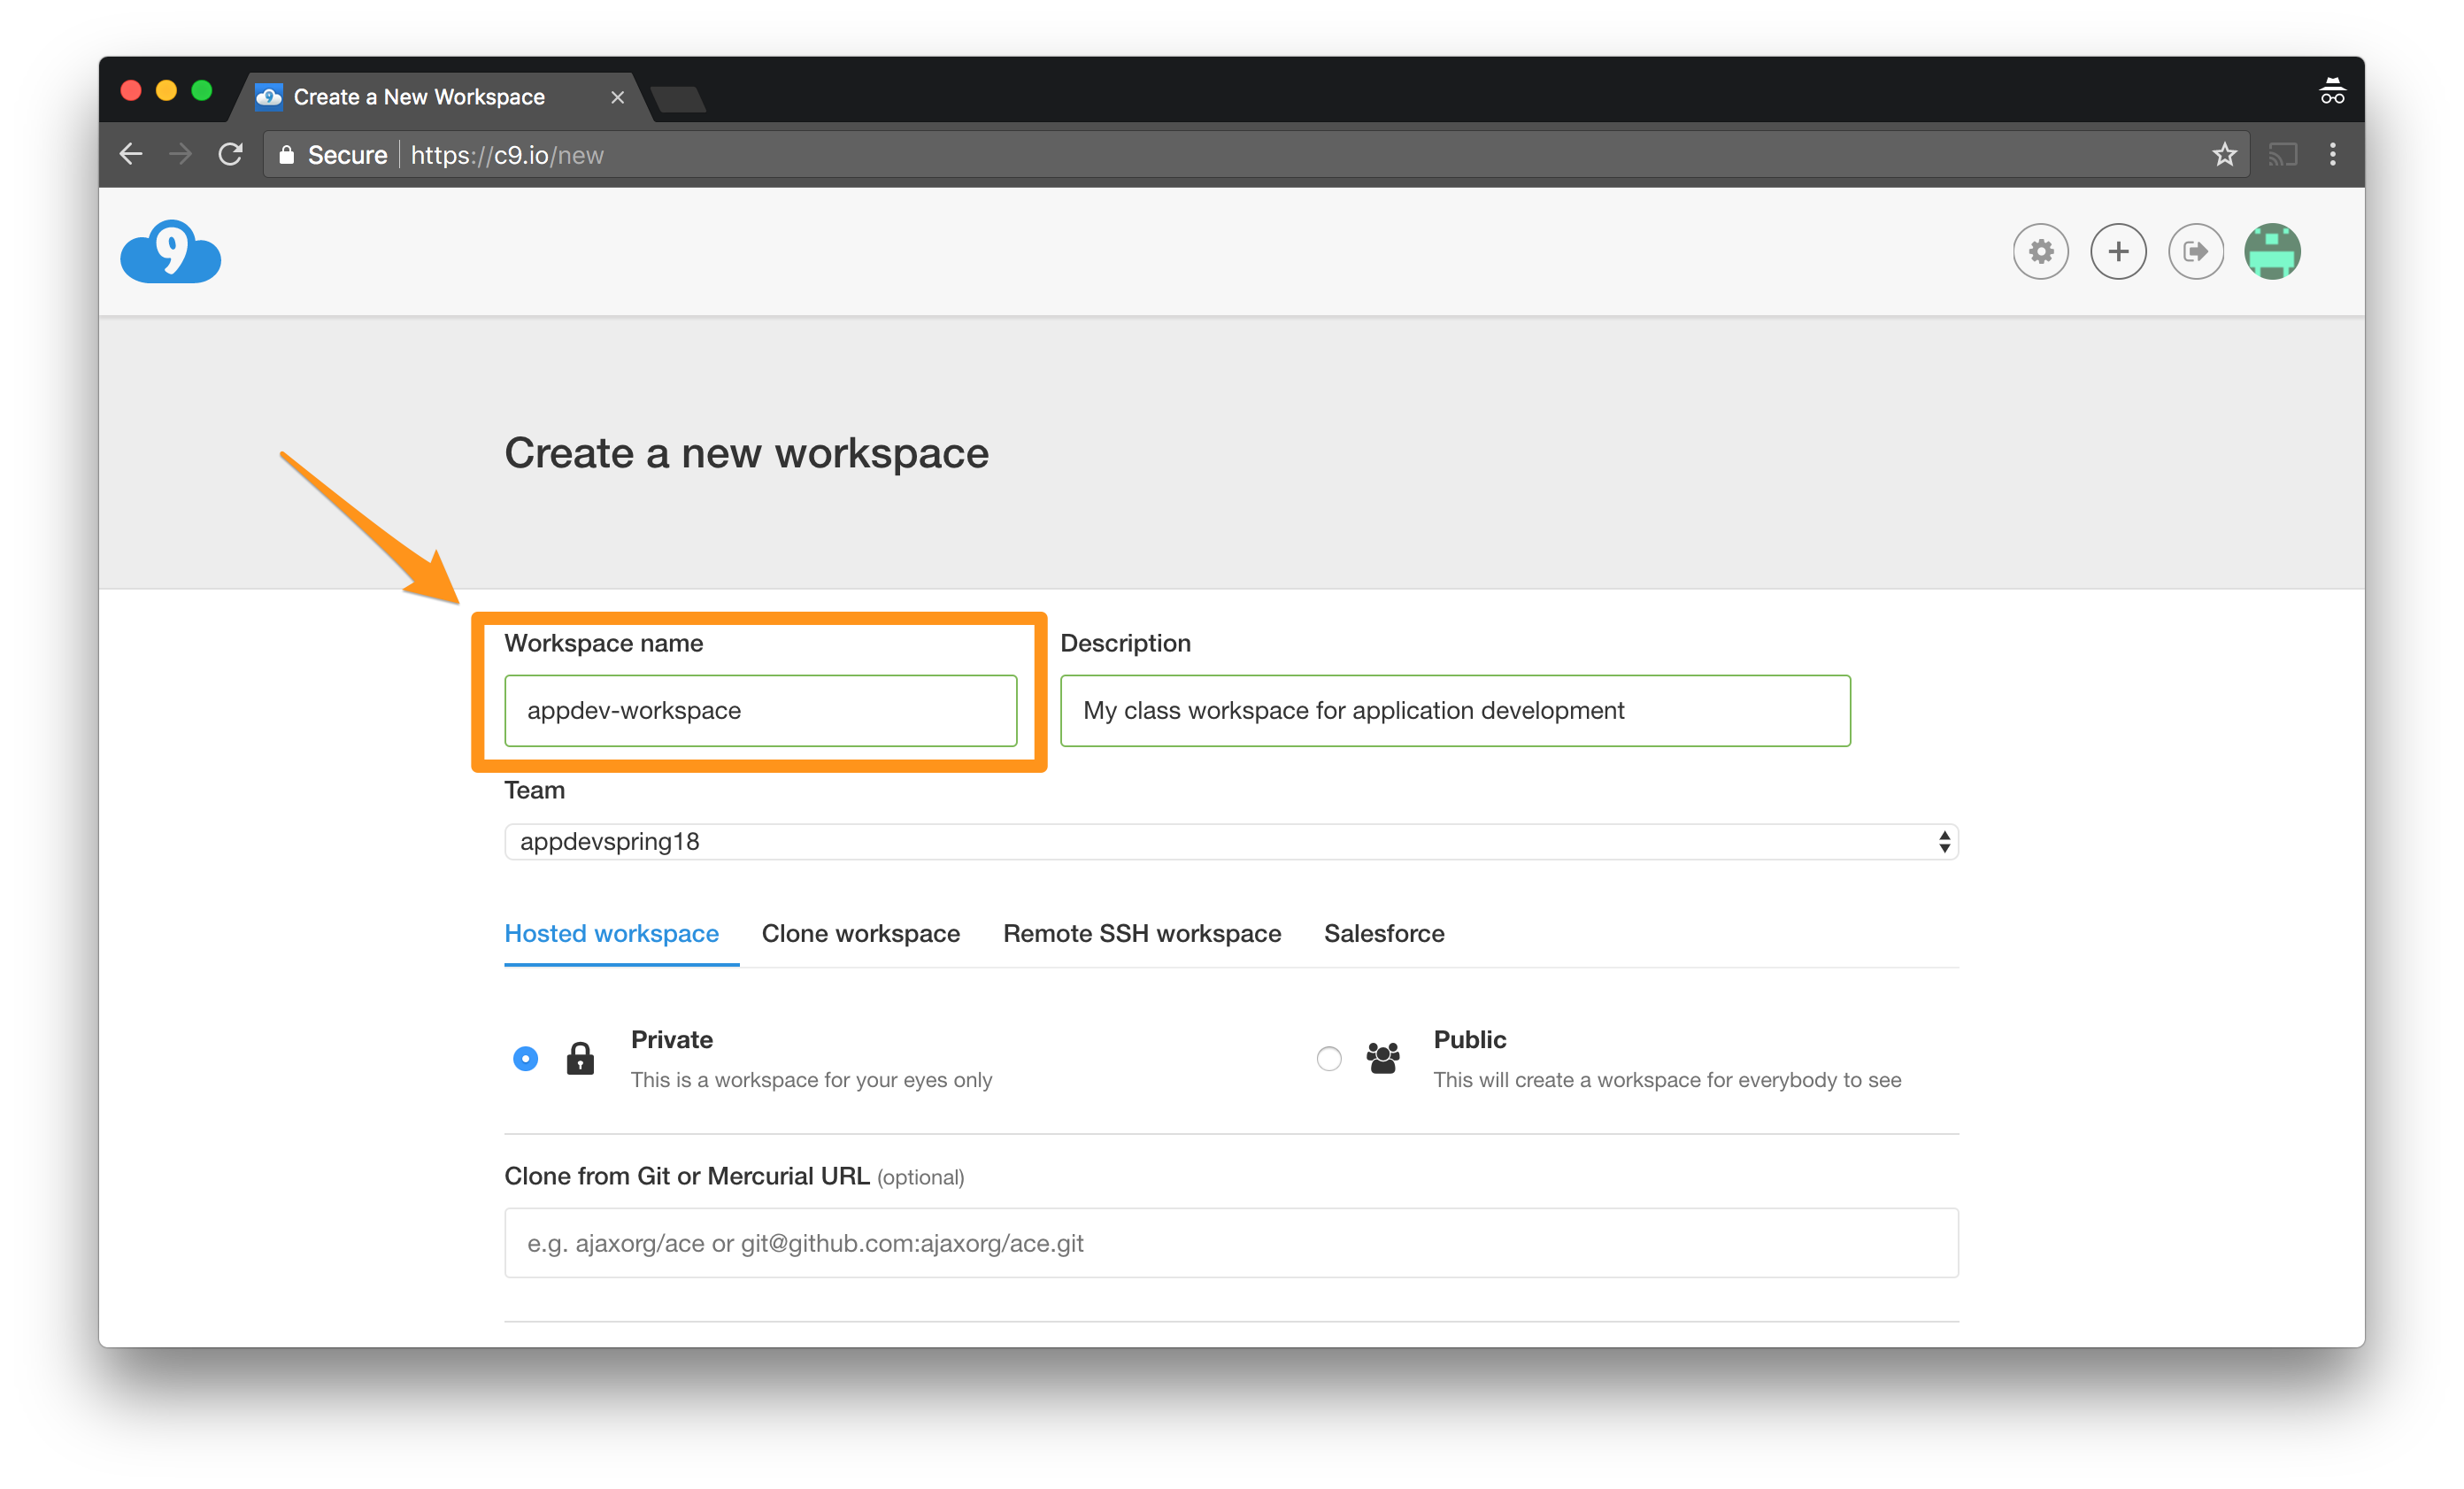 Create a New Workspace
Secure https://c9.io/new
9
Create a new workspace
Workspace name Description
appdev-workspace My class workspace for application development
Team
appdevspring18
Hosted workspace Clone workspace Remote SSH workspace Salesforce
Private Public
This is a workspace for your eyes only This will create a workspace for everybody to see
Clone from Git or Mercurial URL (optional)
e.g. ajaxorg/ace or git@github.com:ajaxorg/ace.git